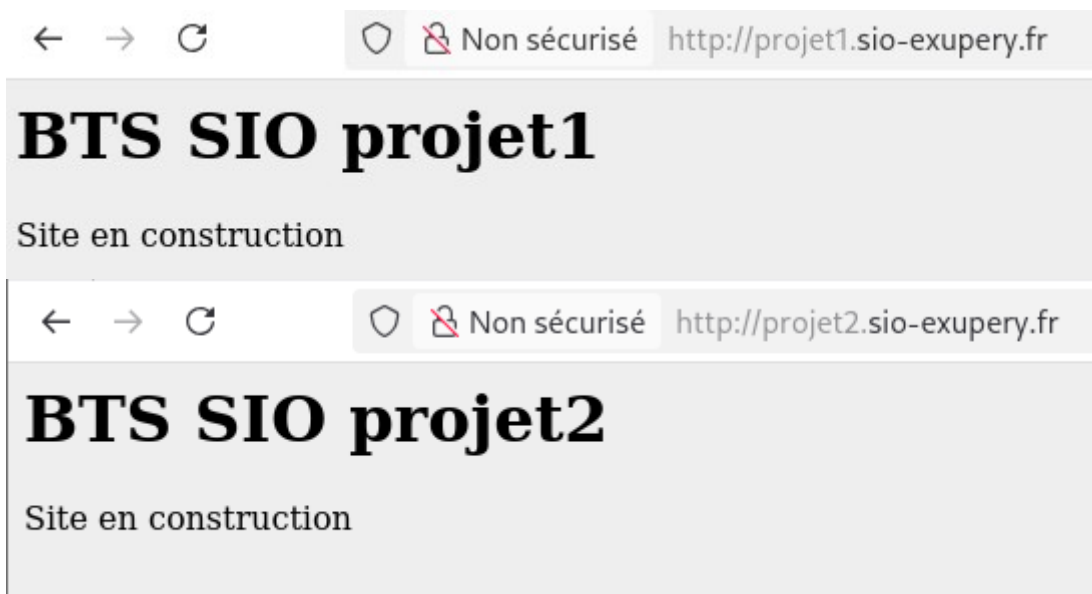 Non sécurisé http://projet1.sio-exupery.fr
BTS SIO projet1
Site en construction
Non sécurisé http://projet2.sio-exupery.fr
BTS SIO projet2
Site en construction